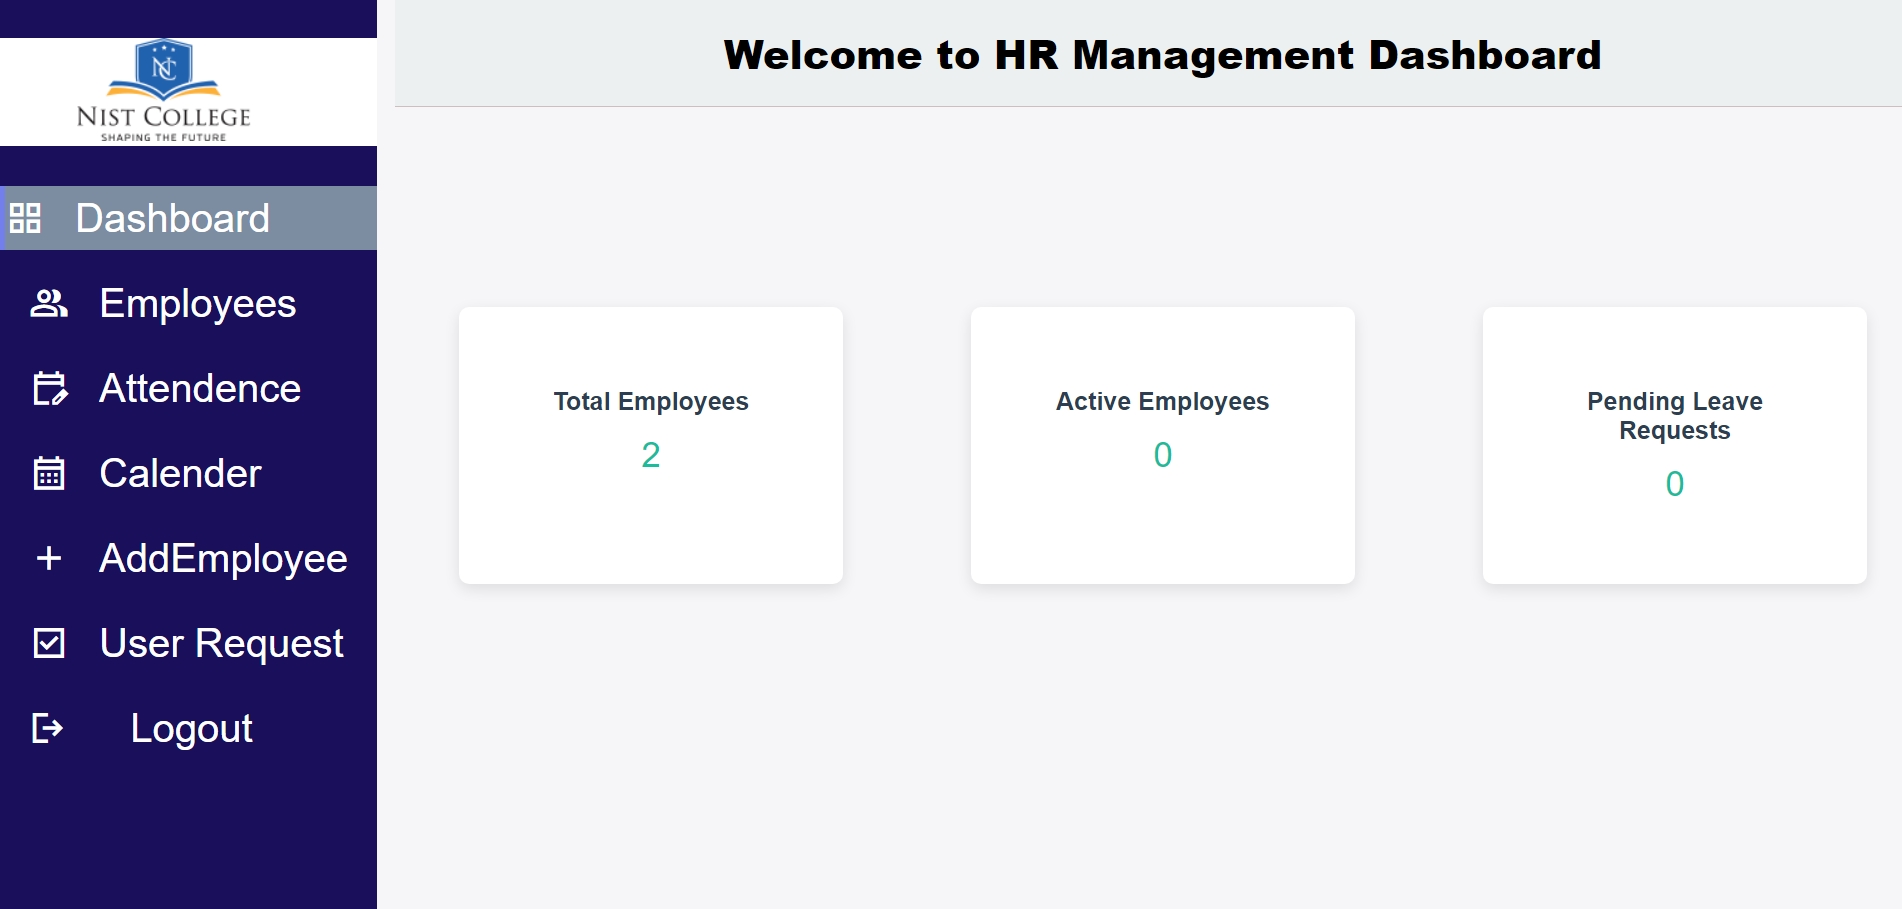 NC
NIST COLLEGE
SHAPING THE FUTURE
Dashboard
Employees
Attendence
Calender
AddEmployee
User Request
Logout
Welcome to HR Management Dashboard
Total Employees
2
Active Employees
0
Pending Leave
Requests
0